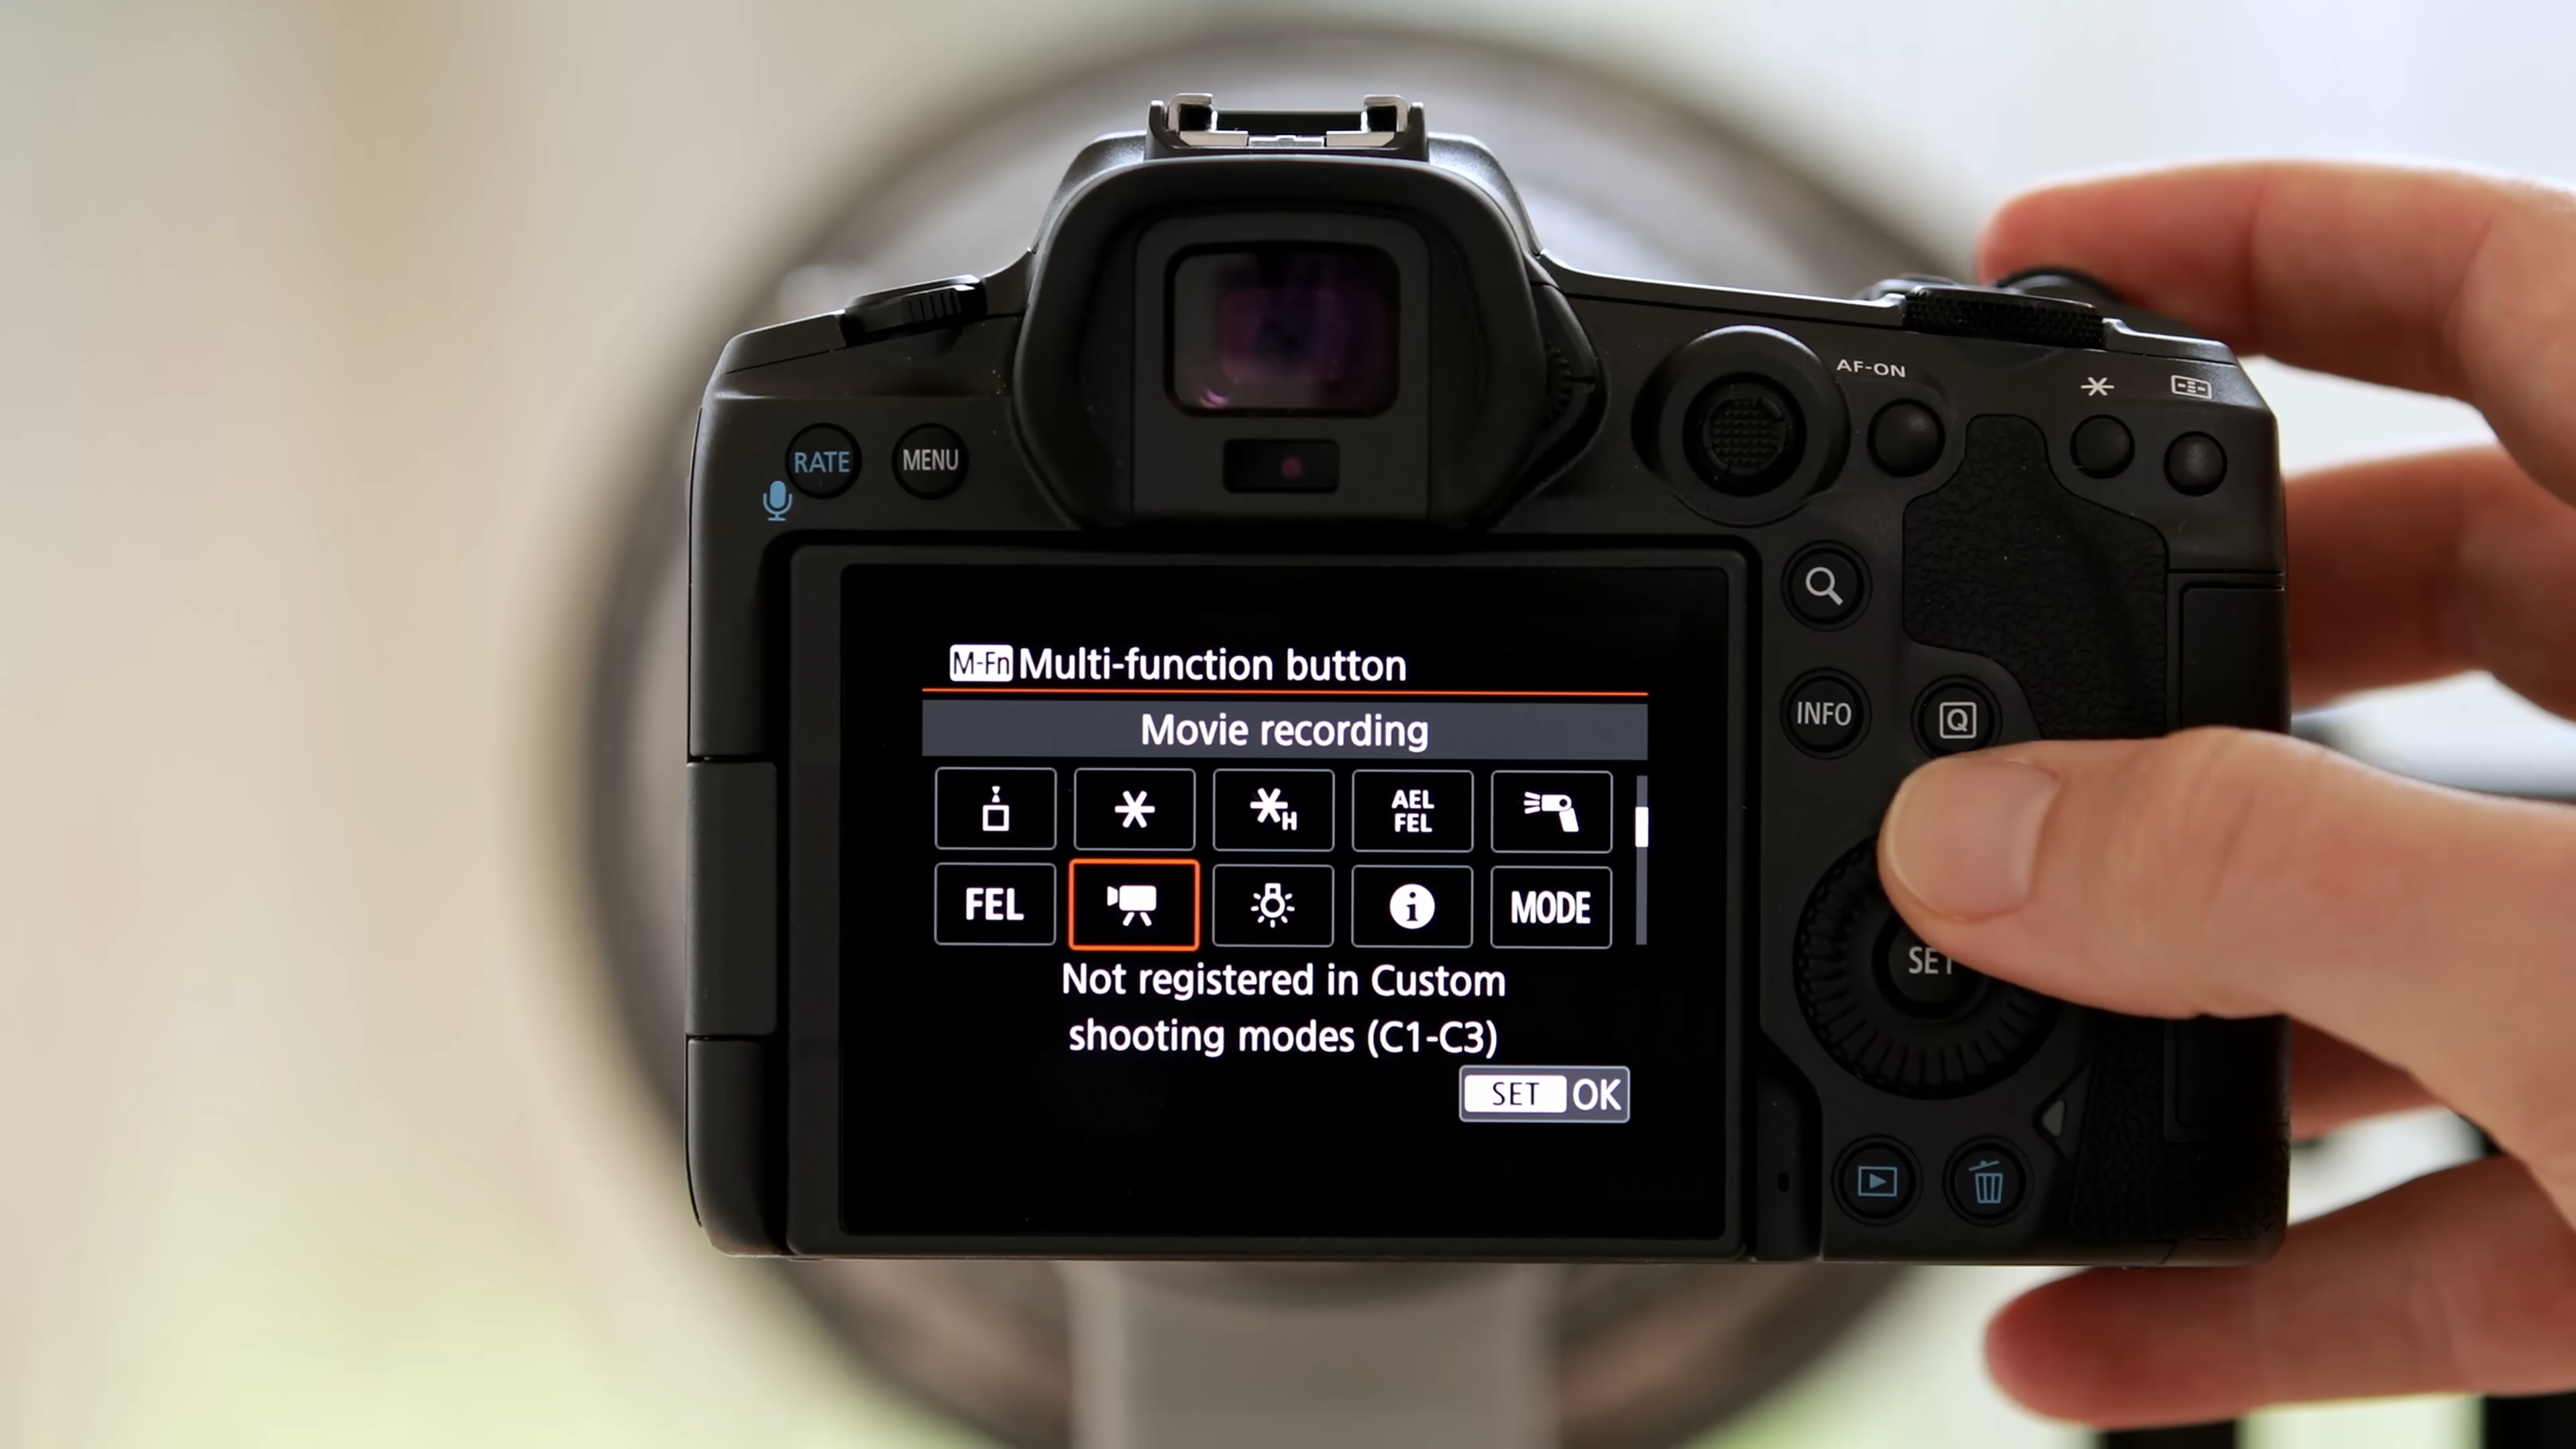 AF-ON
RATE MENU
M-Fn Multi-function button
Movie recording
H AEL FEL
FEL i MODE
Not registered in Custom
shooting modes (C1-C3)
SET OK
INFO Q
SET